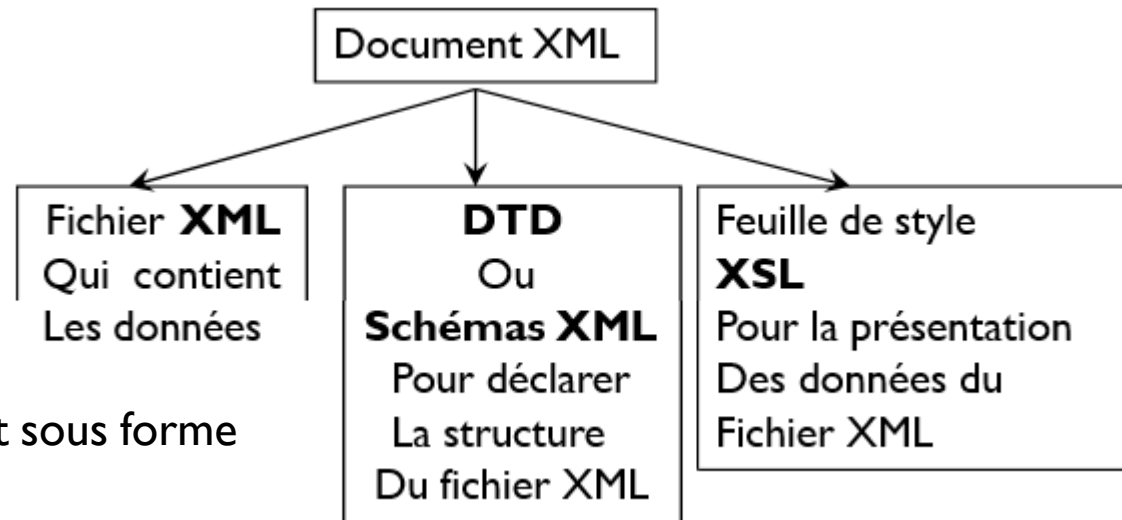 Document XML
Fichier XML
Qui contient
Les données
DTD
Ou
Schémas XML
Pour déclarer
La structure
Du fichier XML
Feuille de style
XSL
Pour la présentation
Des données du
Fichier XML
t sous forme